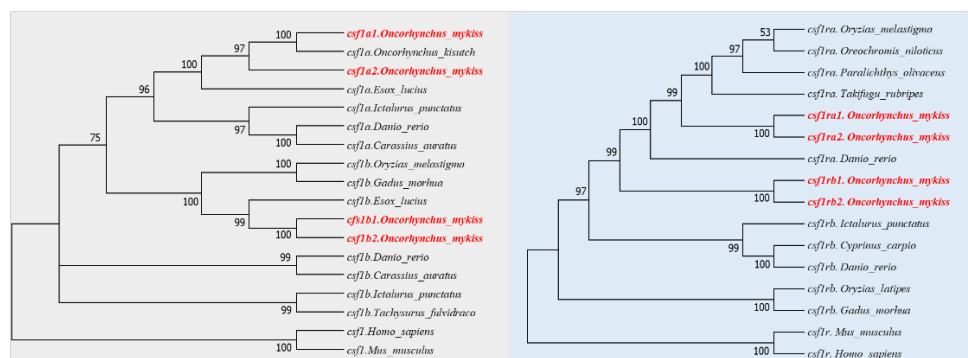 csf1a1.Oncorhynchus_mykiss
csf1a.Oncorhynchus_kisutch
csf1a2.Oncorhynchus_mykiss
csf1a.Esox_lucius
csf1a.Ictalurus_punctatus
csf1a.Danio_rerio
csf1a.Carassius_auratus
csf1b.Oryzias_melastigma
csf1b.Gadus_morhua
csf1b.Esox_lucius
cfs1b1.Oncorhynchus_mykiss
csf1b2.Oncorhynchus_mykiss
csf1b.Danio_rerio
csf1b.Carassius_auratus
csf1b.Ictalurus_punctatus
csf1b.Tachysurus_fulvidraco
csf1.Homo_sapiens
csf1.Mus_musculus
100
97
100
96
97
100
75
100
100
99
100
99
99
100
csf1ra. Oryzias_melastigma
csf1ra. Oreochromis_niloticus
csf1ra. Paralichthys_olivaceus
csf1ra. Takifugu_rubripes
csf1ra1. Oncorhynchus_mykiss
csf1ra2. Oncorhynchus_mykiss
csf1ra. Danio_rerio
csf1rb1. Oncorhynchus_mykiss
csf1rb2. Oncorhynchus_mykiss
csf1rb. Ictalurus_punctatus
csf1rb. Cyprinus_carpio
csf1rb. Danio_rerio
csf1rb. Oryzias_latipes
csf1rb. Gadus_morhua
csf1r. Mus_musculus
csf1r. Homo_sapiens
53
97
100
99
100
100
99
97
100
99
100
100
100